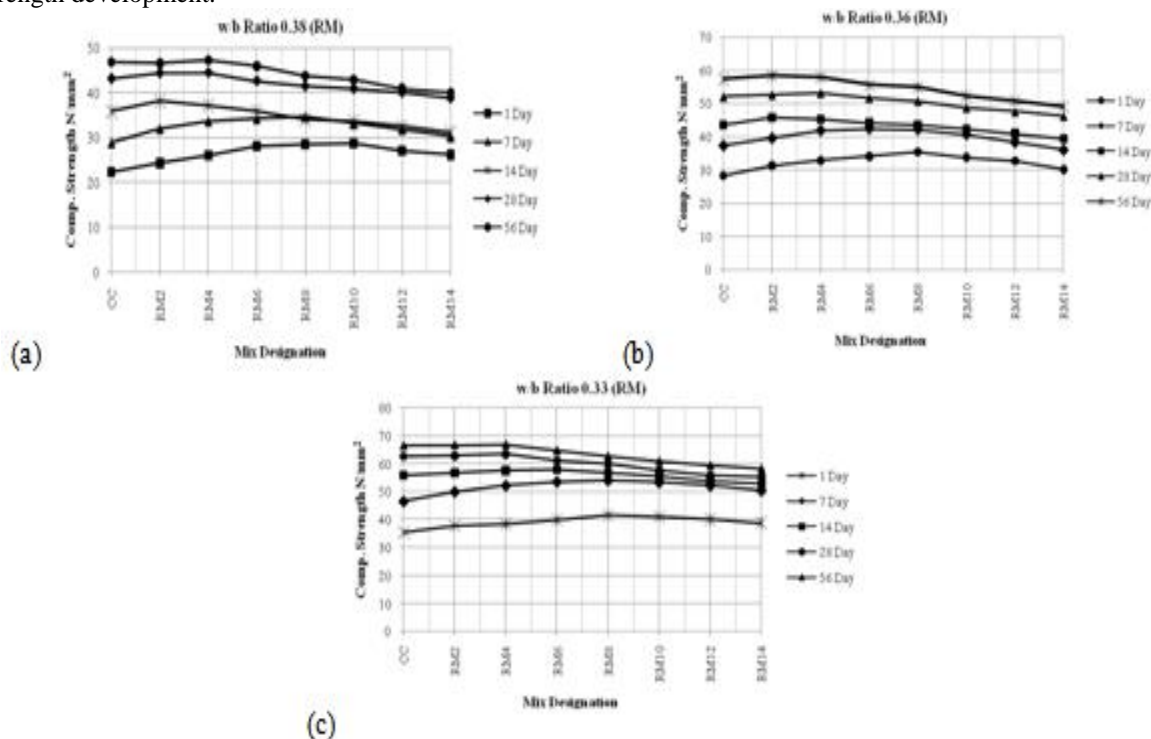 rength development.
w/b Ratio 0.38 (RM)
Comp. Strength N/mm²
50
40
30
20
10
0
CC
RM2
RM4
RM6
RM8
RM10
RM12
RM14
Mix Designation
1 Day
7 Day
14 Day
28 Day
56 Day
(a)
w/b Ratio 0.36 (RM)
Comp. Strength N/mm²
70
60
50
40
30
20
10
0
CC
RM2
RM4
RM6
RM8
RM10
RM12
RM14
Mix Designation
1 Day
7 Day
14 Day
28 Day
56 Day
(b)
w/b Ratio 0.33 (RM)
Comp. Strength N/mm²
80
70
60
50
40
30
20
10
0
CC
RM2
RM4
RM6
RM8
RM10
RM12
RM14
Mix Designation
1 Day
7 Day
14 Day
28 Day
56 Day
(c)